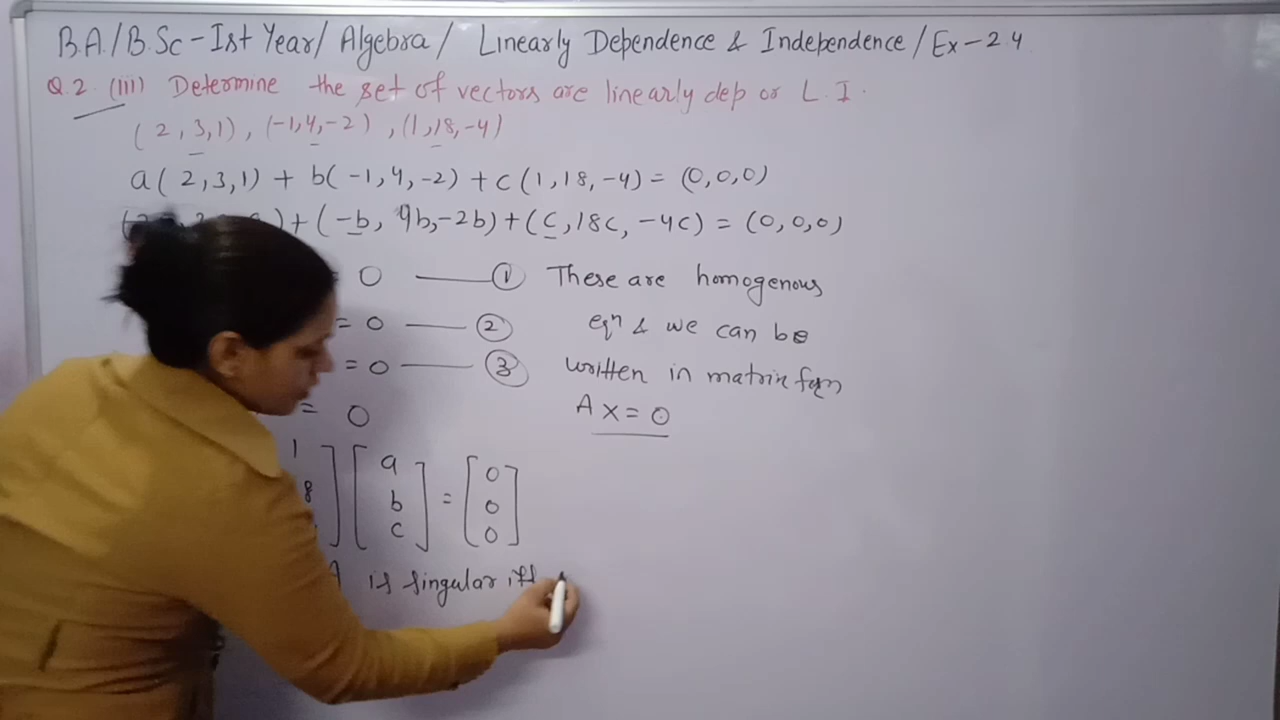 B.A./B.Sc-Ist Year/ Algebra/ Linearly Dependence & Independence / Ex-2.4
Q.2. (iii) Determine the set of vectors are linearly dep or L.I.
(2,3,1), (-1,4,-2), (1,18,-4)
a(2,3,1) + b(-1,4,-2) + c(1,18,-4) = (0,0,0)
)+(-b, 4b,-2b)+(c,18c,-4c) = (0,0,0)
= 0 —— ① These are homogenous
= 0 —— ② eqn & we can be
= 0 —— ③ written in matrix form
= 0 AX=0
1 a 0
8 b = 0
c 0
A is singular iff